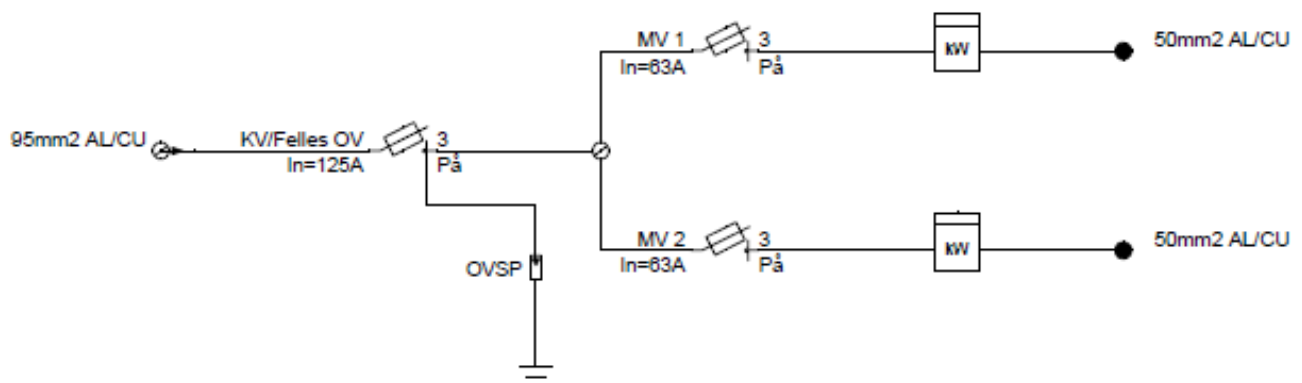 MV 1
In=63A
3
På
kW
50mm2 AL/CU
95mm2 AL/CU
KV/Felles OV
In=125A
3
På
OVSP
MV 2
In=63A
3
På
kW
50mm2 AL/CU